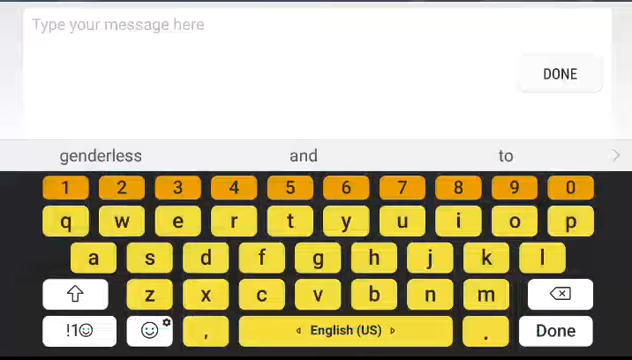 Type your message here
DONE
genderless and to
1 2 3 4 5 6 7 8 9 0
q w e r t y u i o p
a s d f g h j k l
z x c v b n m
!1☺ , English (US) . Done